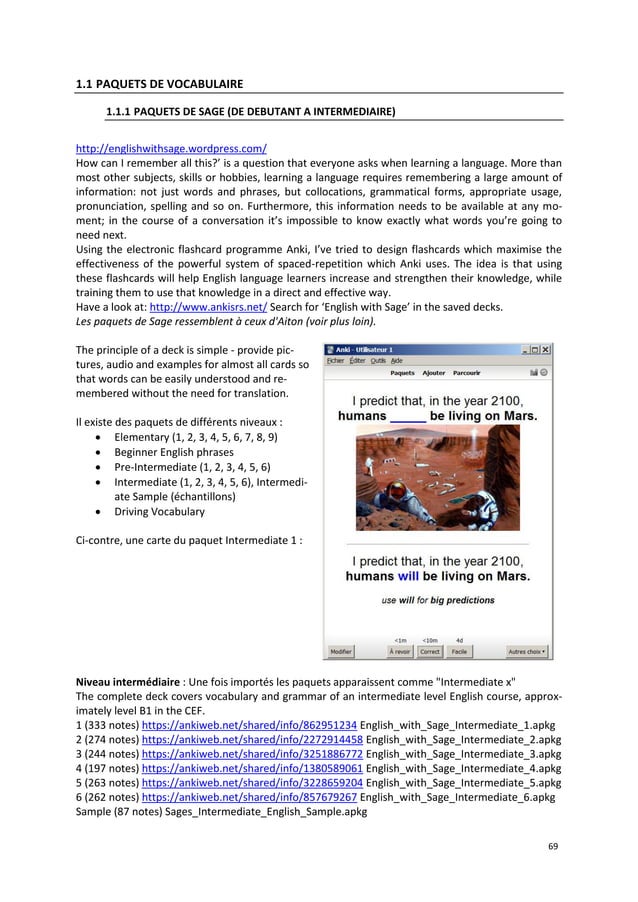 1.1 PAQUETS DE VOCABULAIRE
1.1.1 PAQUETS DE SAGE (DE DEBUTANT A INTERMEDIAIRE)
http://englishwithsage.wordpress.com/
How can I remember all this?’ is a question that everyone asks when learning a language. More than
most other subjects, skills or hobbies, learning a language requires remembering a large amount of
information: not just words and phrases, but collocations, grammatical forms, appropriate usage,
pronunciation, spelling and so on. Furthermore, this information needs to be available at any mo-
ment; in the course of a conversation it’s impossible to know exactly what words you’re going to
need next.
Using the electronic flashcard programme Anki, I’ve tried to design flashcards which maximise the
effectiveness of the powerful system of spaced-repetition which Anki uses. The idea is that using
these flashcards will help English language learners increase and strengthen their knowledge, while
training them to use that knowledge in a direct and effective way.
Have a look at: http://www.ankisrs.net/ Search for ‘English with Sage’ in the saved decks.
Les paquets de Sage ressemblent à ceux d'Aiton (voir plus loin).
The principle of a deck is simple - provide pic-
tures, audio and examples for almost all cards so
that words can be easily understood and re-
membered without the need for translation.
Il existe des paquets de différents niveaux :
• Elementary (1, 2, 3, 4, 5, 6, 7, 8, 9)
• Beginner English phrases
• Pre-Intermediate (1, 2, 3, 4, 5, 6)
• Intermediate (1, 2, 3, 4, 5, 6), Intermedi-
ate Sample (échantillons)
• Driving Vocabulary
Ci-contre, une carte du paquet Intermediate 1 :
Anki - Utilisateur 1
Fichier Éditer Outils Aide
Paquets Ajouter Parcourir
I predict that, in the year 2100,
humans _____ be living on Mars.
I predict that, in the year 2100,
humans will be living on Mars.
use will for big predictions
<1m <10m 4d
Modifier À revoir Correct Facile Autres choix
Niveau intermédiaire : Une fois importés les paquets apparaissent comme "Intermediate x"
The complete deck covers vocabulary and grammar of an intermediate level English course, approx-
imately level B1 in the CEF.
1 (333 notes) https://ankiweb.net/shared/info/862951234 English_with_Sage_Intermediate_1.apkg
2 (274 notes) https://ankiweb.net/shared/info/2272914458 English_with_Sage_Intermediate_2.apkg
3 (244 notes) https://ankiweb.net/shared/info/3251886772 English_with_Sage_Intermediate_3.apkg
4 (197 notes) https://ankiweb.net/shared/info/1380589061 English_with_Sage_Intermediate_4.apkg
5 (263 notes) https://ankiweb.net/shared/info/3228659204 English_with_Sage_Intermediate_5.apkg
6 (262 notes) https://ankiweb.net/shared/info/857679267 English_with_Sage_Intermediate_6.apkg
Sample (87 notes) Sages_Intermediate_English_Sample.apkg
69